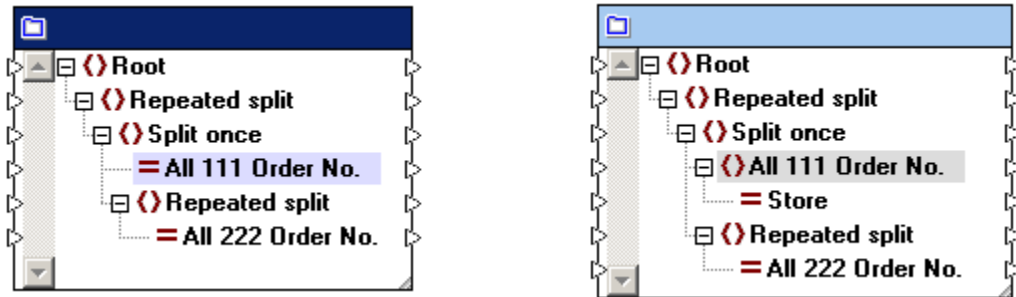 Root
Repeated split
Split once
All 111 Order No.
Repeated split
All 222 Order No.
Root
Repeated split
Split once
All 111 Order No.
Store
Repeated split
All 222 Order No.